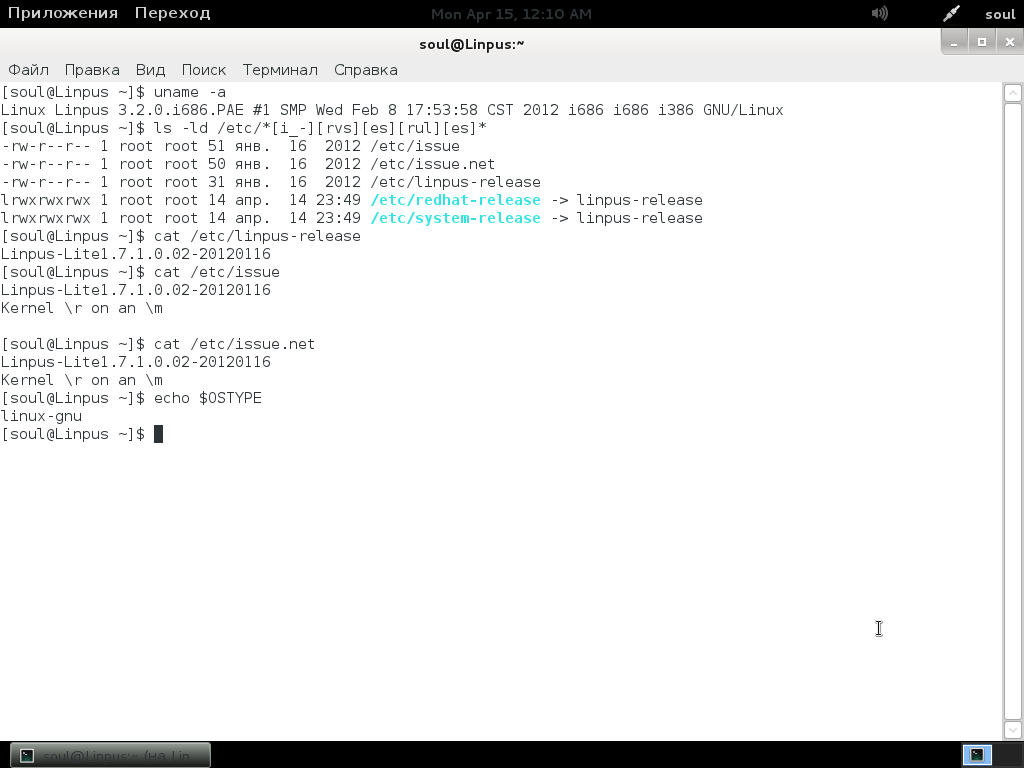 Приложения Переход Mon Apr 15, 12:10 AM soul
soul@Linpus:~
Файл Правка Вид Поиск Терминал Справка
[soul@Linpus ~]$ uname -a
Linux Linpus 3.2.0.i686.PAE #1 SMP Wed Feb 8 17:53:58 CST 2012 i686 i686 i386 GNU/Linux
[soul@Linpus ~]$ ls -ld /etc/*[i_-][rvs][es][rul][es]*
-rw-r--r-- 1 root root 51 янв.  16  2012 /etc/issue
-rw-r--r-- 1 root root 50 янв.  16  2012 /etc/issue.net
-rw-r--r-- 1 root root 31 янв.  16  2012 /etc/linpus-release
lrwxrwxrwx 1 root root 14 апр.  14 23:49 /etc/redhat-release -> linpus-release
lrwxrwxrwx 1 root root 14 апр.  14 23:49 /etc/system-release -> linpus-release
[soul@Linpus ~]$ cat /etc/linpus-release
Linpus-Lite1.7.1.0.02-20120116
[soul@Linpus ~]$ cat /etc/issue
Linpus-Lite1.7.1.0.02-20120116
Kernel \r on an \m
[soul@Linpus ~]$ cat /etc/issue.net
Linpus-Lite1.7.1.0.02-20120116
Kernel \r on an \m
[soul@Linpus ~]$ echo $OSTYPE
linux-gnu
[soul@Linpus ~]$
soul@Linpus:~ (на Lin